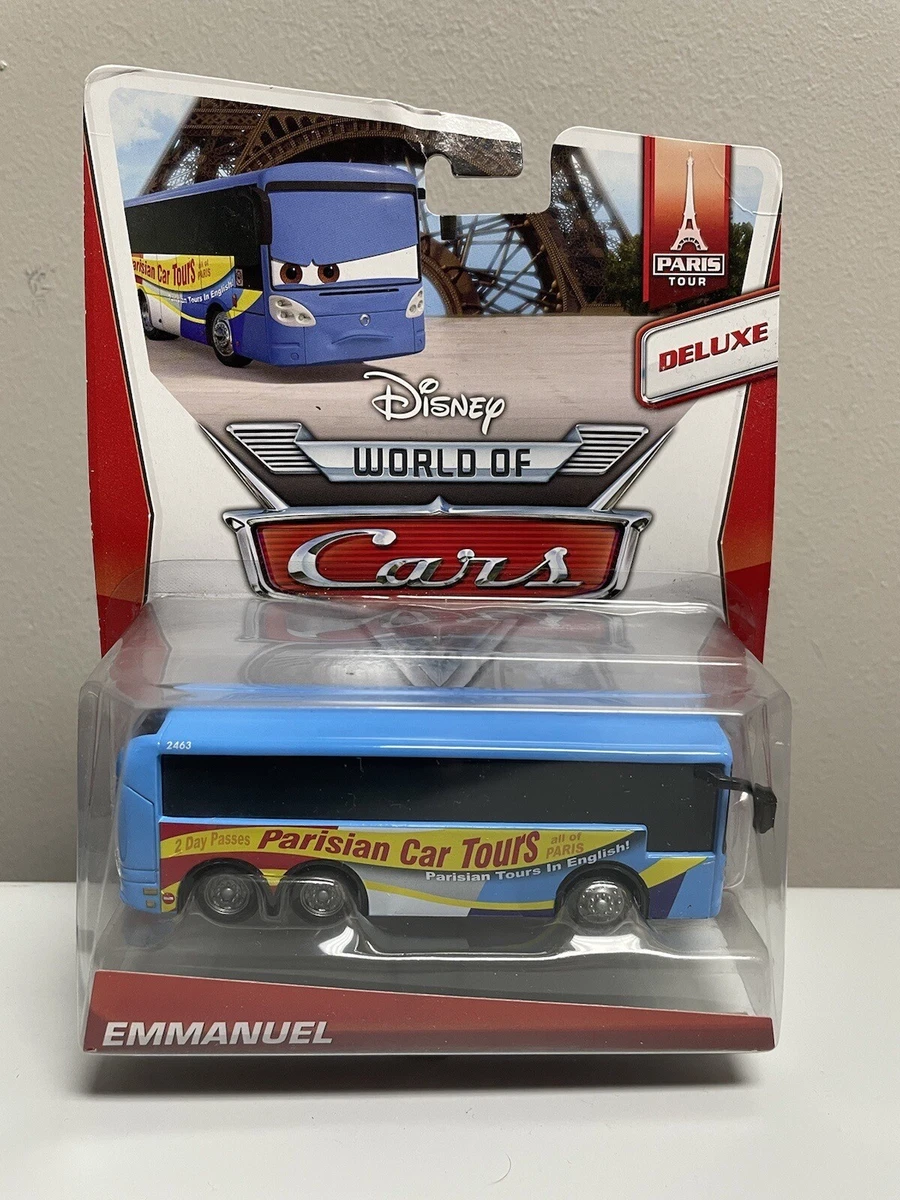 Parisian Car Tours all of
PARIS
Tours In English!
PARIS
TOUR
DELUXE
Disney
WORLD OF
Cars
2463
2 Day Passes Parisian Car Tours all of
PARIS
Parisian Tours In English!
EMMANUEL